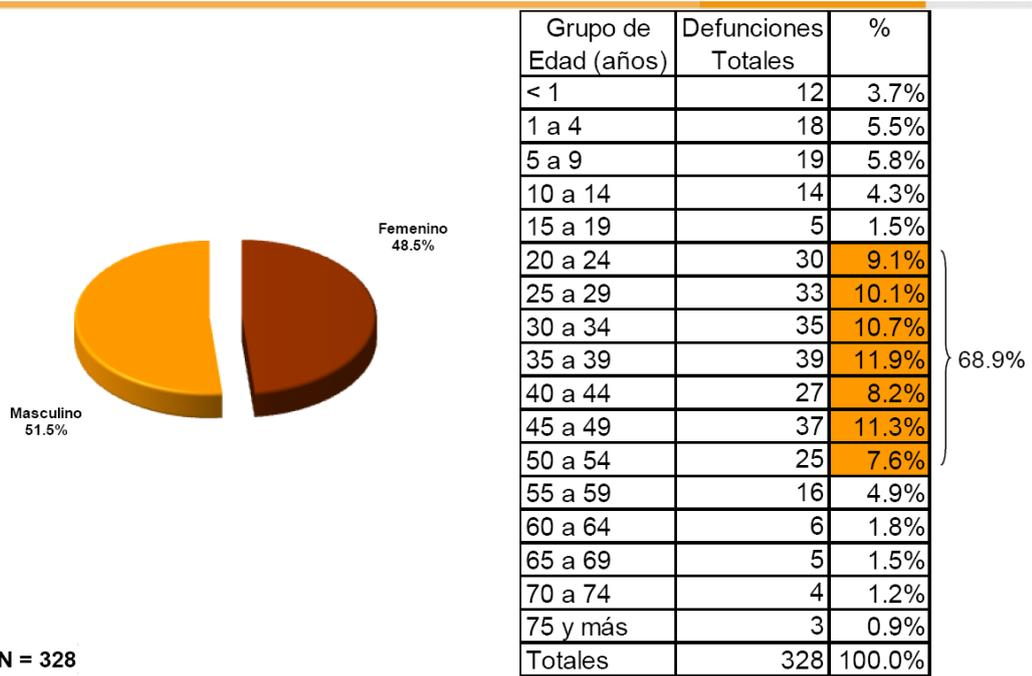 Femenino
48.5%
Masculino
51.5%
N = 328
Grupo de Edad (años) Defunciones Totales %
< 1 12 3.7%
1 a 4 18 5.5%
5 a 9 19 5.8%
10 a 14 14 4.3%
15 a 19 5 1.5%
20 a 24 30 9.1%
25 a 29 33 10.1%
30 a 34 35 10.7%
35 a 39 39 11.9%
40 a 44 27 8.2%
45 a 49 37 11.3%
50 a 54 25 7.6%
55 a 59 16 4.9%
60 a 64 6 1.8%
65 a 69 5 1.5%
70 a 74 4 1.2%
75 y más 3 0.9%
Totales 328 100.0%
68.9%